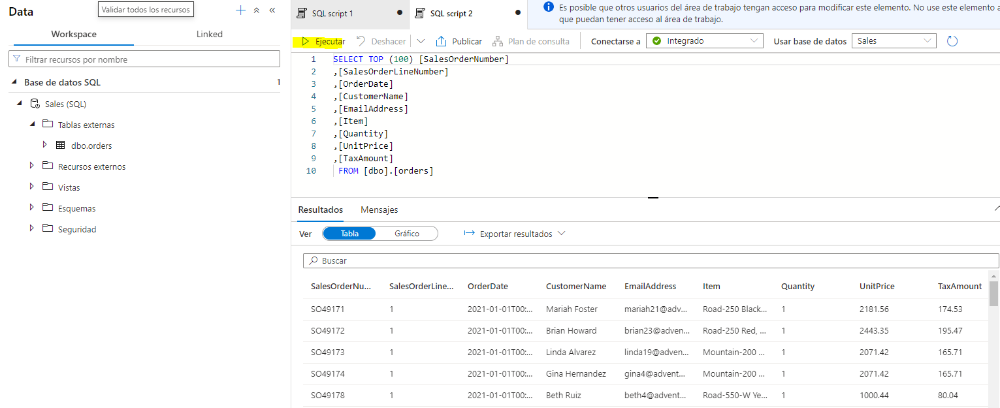 Data
Validar todos los recursos
Workspace
Linked
Filtrar recursos por nombre
Base de datos SQL
1
Sales (SQL)
Tablas externas
dbo.orders
Recursos externos
Vistas
Esquemas
Seguridad
SQL script 1
SQL script 2
Es posible que otros usuarios del área de trabajo tengan acceso para modificar este elemento. No use este elemento a
que puedan tener acceso al área de trabajo.
Ejecutar
Deshacer
Publicar
Plan de consulta
Conectarse a
Integrado
Usar base de datos
Sales
1 SELECT TOP (100) [SalesOrderNumber]
2 ,[SalesOrderLineNumber]
3 ,[OrderDate]
4 ,[CustomerName]
5 ,[EmailAddress]
6 ,[Item]
7 ,[Quantity]
8 ,[UnitPrice]
9 ,[TaxAmount]
10 FROM [dbo].[orders]
Resultados Mensajes
Ver Tabla Gráfico Exportar resultados
Buscar
SalesOrderNu... SalesOrderLine... OrderDate CustomerName EmailAddress Item Quantity UnitPrice TaxAmount
SO49171 1 2021-01-01T00:... Mariah Foster mariah21@adv... Road-250 Black... 1 2181.56 174.53
SO49172 1 2021-01-01T00:... Brian Howard brian23@adven... Road-250 Red, ... 1 2443.35 195.47
SO49173 1 2021-01-01T00:... Linda Alvarez linda19@adven... Mountain-200 ... 1 2071.42 165.71
SO49174 1 2021-01-01T00:... Gina Hernandez gina4@advent... Mountain-200 ... 1 2071.42 165.71
SO49178 1 2021-01-01T00:... Beth Ruiz beth4@advent... Road-550-W Ye... 1 1000.44 80.04